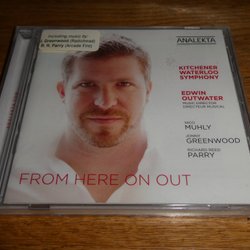 including music by:
J. Greenwood (Radiohead)
R. R. Parry (Arcade Fire)
ANALEKTA
KITCHENER
WATERLOO
SYMPHONY
EDWIN
OUTWATER
MUSIC DIRECTOR
DIRECTEUR MUSICAL
NICO
MUHLY
JONNY
GREENWOOD
RICHARD REED
PARRY
FROM HERE ON OUT